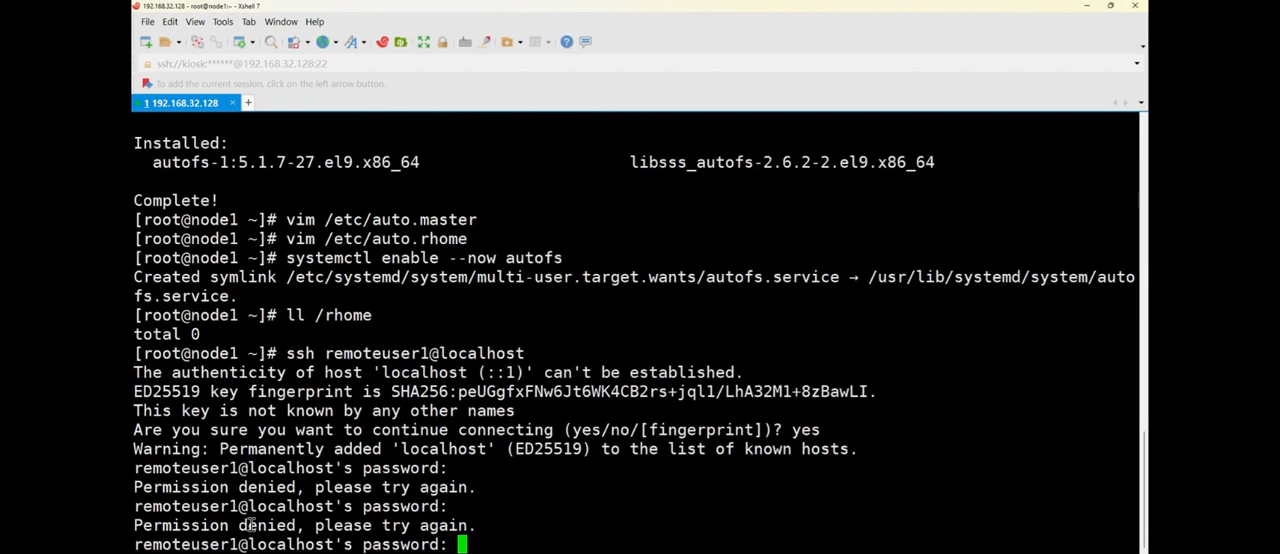 192.168.32.128 - root@node1:~ - Xshell 7
File Edit View Tools Tab Window Help
ssh://kiosk:******@192.168.32.128:22
To add the current session, click on the left arrow button.
1 192.168.32.128
Installed:
autofs-1:5.1.7-27.el9.x86_64 libsss_autofs-2.6.2-2.el9.x86_64
Complete!
[root@node1 ~]# vim /etc/auto.master
[root@node1 ~]# vim /etc/auto.rhome
[root@node1 ~]# systemctl enable --now autofs
Created symlink /etc/systemd/system/multi-user.target.wants/autofs.service → /usr/lib/systemd/system/auto
fs.service.
[root@node1 ~]# ll /rhome
total 0
[root@node1 ~]# ssh remoteuser1@localhost
The authenticity of host 'localhost (::1)' can't be established.
ED25519 key fingerprint is SHA256:peUGgfxFNw6Jt6WK4CB2rs+jql1/LhA32M1+8zBawLI.
This key is not known by any other names
Are you sure you want to continue connecting (yes/no/[fingerprint])? yes
Warning: Permanently added 'localhost' (ED25519) to the list of known hosts.
remoteuser1@localhost's password:
Permission denied, please try again.
remoteuser1@localhost's password:
Permission denied, please try again.
remoteuser1@localhost's password: